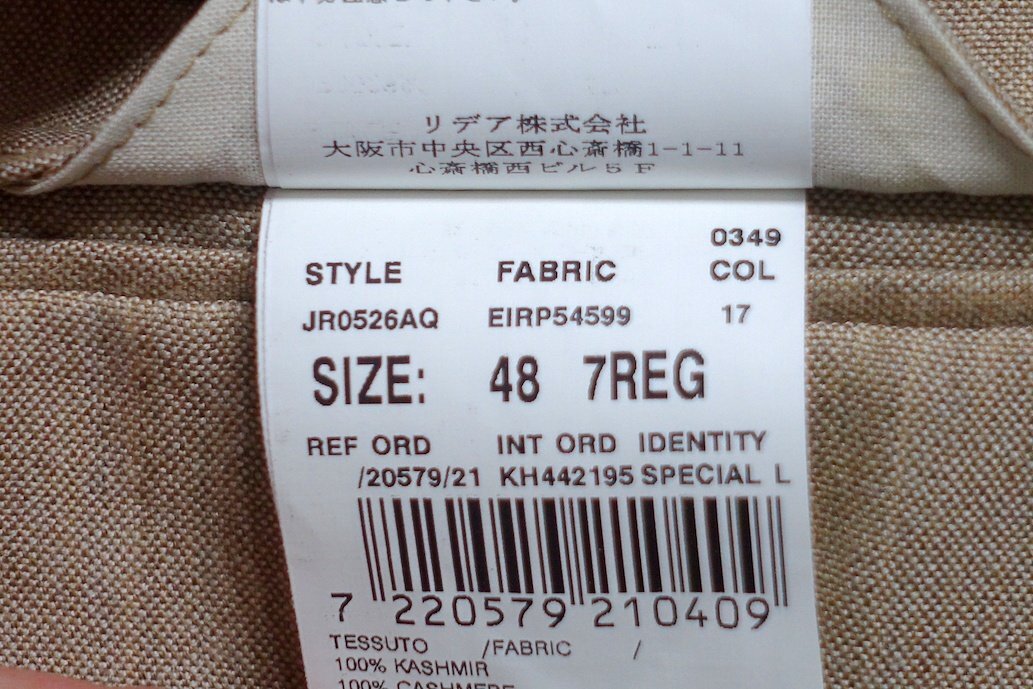 リデア株式会社
大阪市中央区西心斎橋1-1-11
心斎橋西ビル5F
0349
STYLE FABRIC COL
JR0526AQ EIRP54599 17
SIZE: 48 7REG
REF ORD INT ORD IDENTITY
/20579/21 KH442195 SPECIAL L
7 220579 210409
TESSUTO /FABRIC /
100% KASHMIR
100% CASHMERE